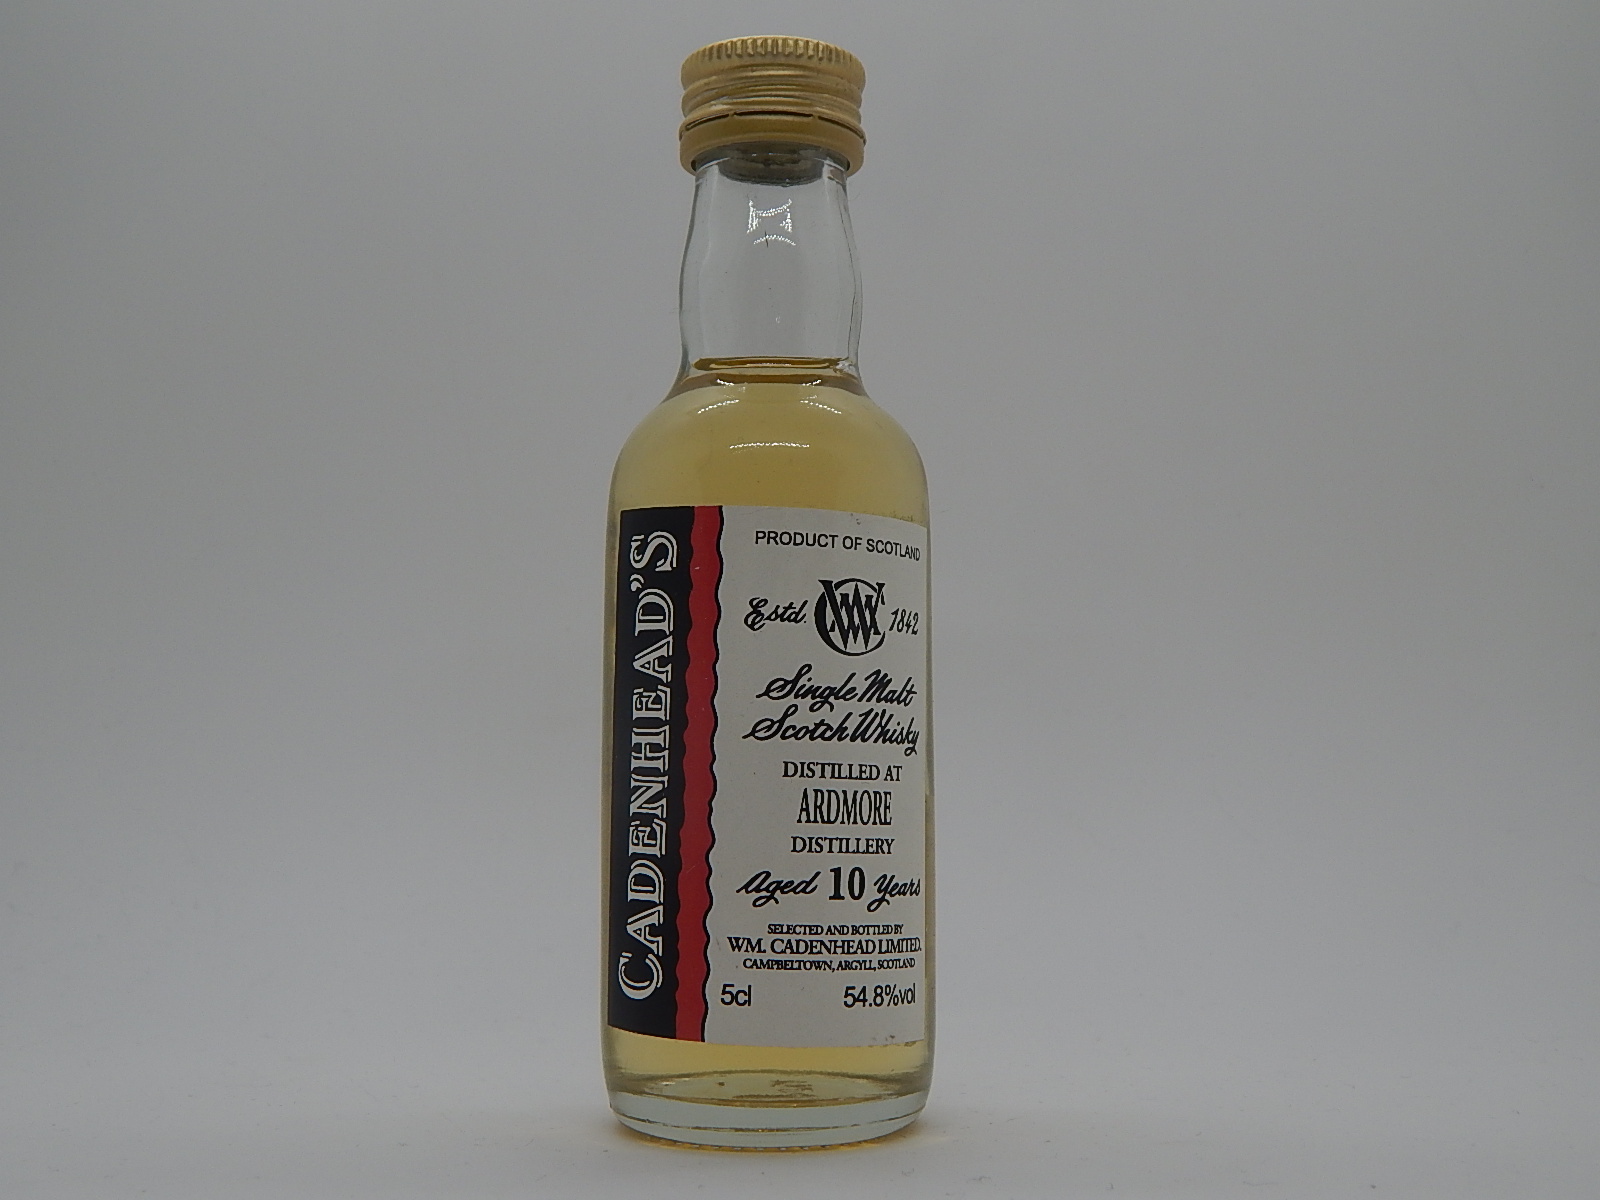 CADENHEAD'S
PRODUCT OF SCOTLAND
Estd. WC 1842
Single Malt
Scotch Whisky
DISTILLED AT
ARDMORE
DISTILLERY
Aged 10 Years
SELECTED AND BOTTLED BY
WM. CADENHEAD LIMITED.
CAMPBELTOWN, ARGYLL, SCOTLAND
5cl 54.8%vol